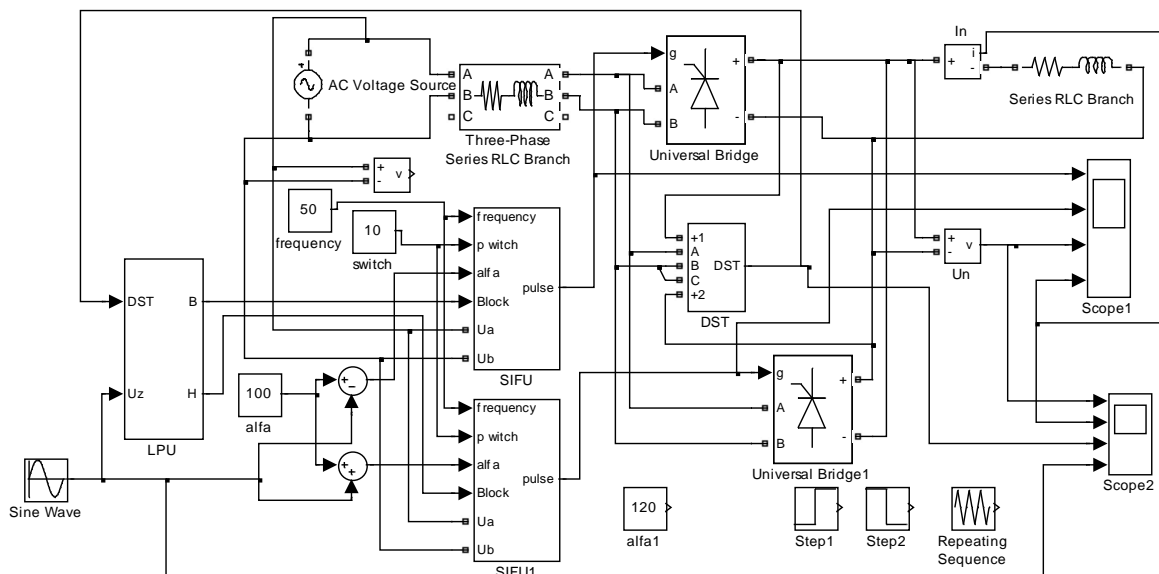 In
i
+
-
Series RLC Branch
+
AC Voltage Source
A
B
C
A
B
C
Three-Phase
Series RLC Branch
g
A
B
+
-
Universal Bridge
+
-
v
50
frequency
10
switch
frequency
p witch
alfa
Block
Ua
Ub
pulse
SIFU
+1
A
B
C
+2
DST
DST
+
-
v
Un
Scope1
DST
Uz
B
H
LPU
100
alfa
+
-
+
+
frequency
p witch
alfa
Block
Ua
Ub
pulse
SIFU1
g
A
B
+
-
Universal Bridge1
Scope2
Sine Wave
120
alfa1
Step1
Step2
Repeating
Sequence